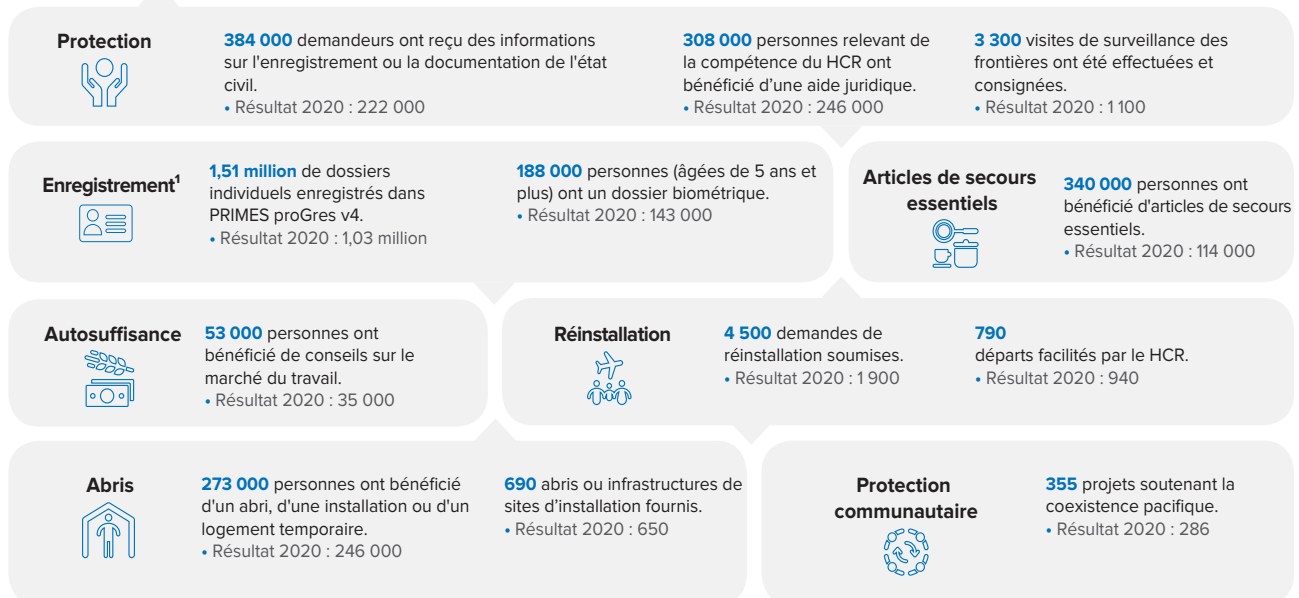 Protection
384 000 demandeurs ont reçu des informations
sur l'enregistrement ou la documentation de l'état
civil.
• Résultat 2020 : 222 000
308 000 personnes relevant de
la compétence du HCR ont
bénéficié d’une aide juridique.
• Résultat 2020 : 246 000
3 300 visites de surveillance des
frontières ont été effectuées et
consignées.
• Résultat 2020 : 1 100
Enregistrement¹
1,51 million de dossiers
individuels enregistrés dans
PRIMES proGres v4.
• Résultat 2020 : 1,03 million
188 000 personnes (âgées de 5 ans et
plus) ont un dossier biométrique.
• Résultat 2020 : 143 000
Articles de secours
essentiels
340 000 personnes ont
bénéficié d'articles de secours
essentiels.
• Résultat 2020 : 114 000
Autosuffisance
53 000 personnes ont
bénéficié de conseils sur le
marché du travail.
• Résultat 2020 : 35 000
Réinstallation
4 500 demandes de
réinstallation soumises.
• Résultat 2020 : 1 900
790
départs facilités par le HCR.
• Résultat 2020 : 940
Abris
273 000 personnes ont bénéficié
d'un abri, d'une installation ou d'un
logement temporaire.
• Résultat 2020 : 246 000
690 abris ou infrastructures de
sites d’installation fournis.
• Résultat 2020 : 650
Protection
communautaire
355 projets soutenant la
coexistence pacifique.
• Résultat 2020 : 286